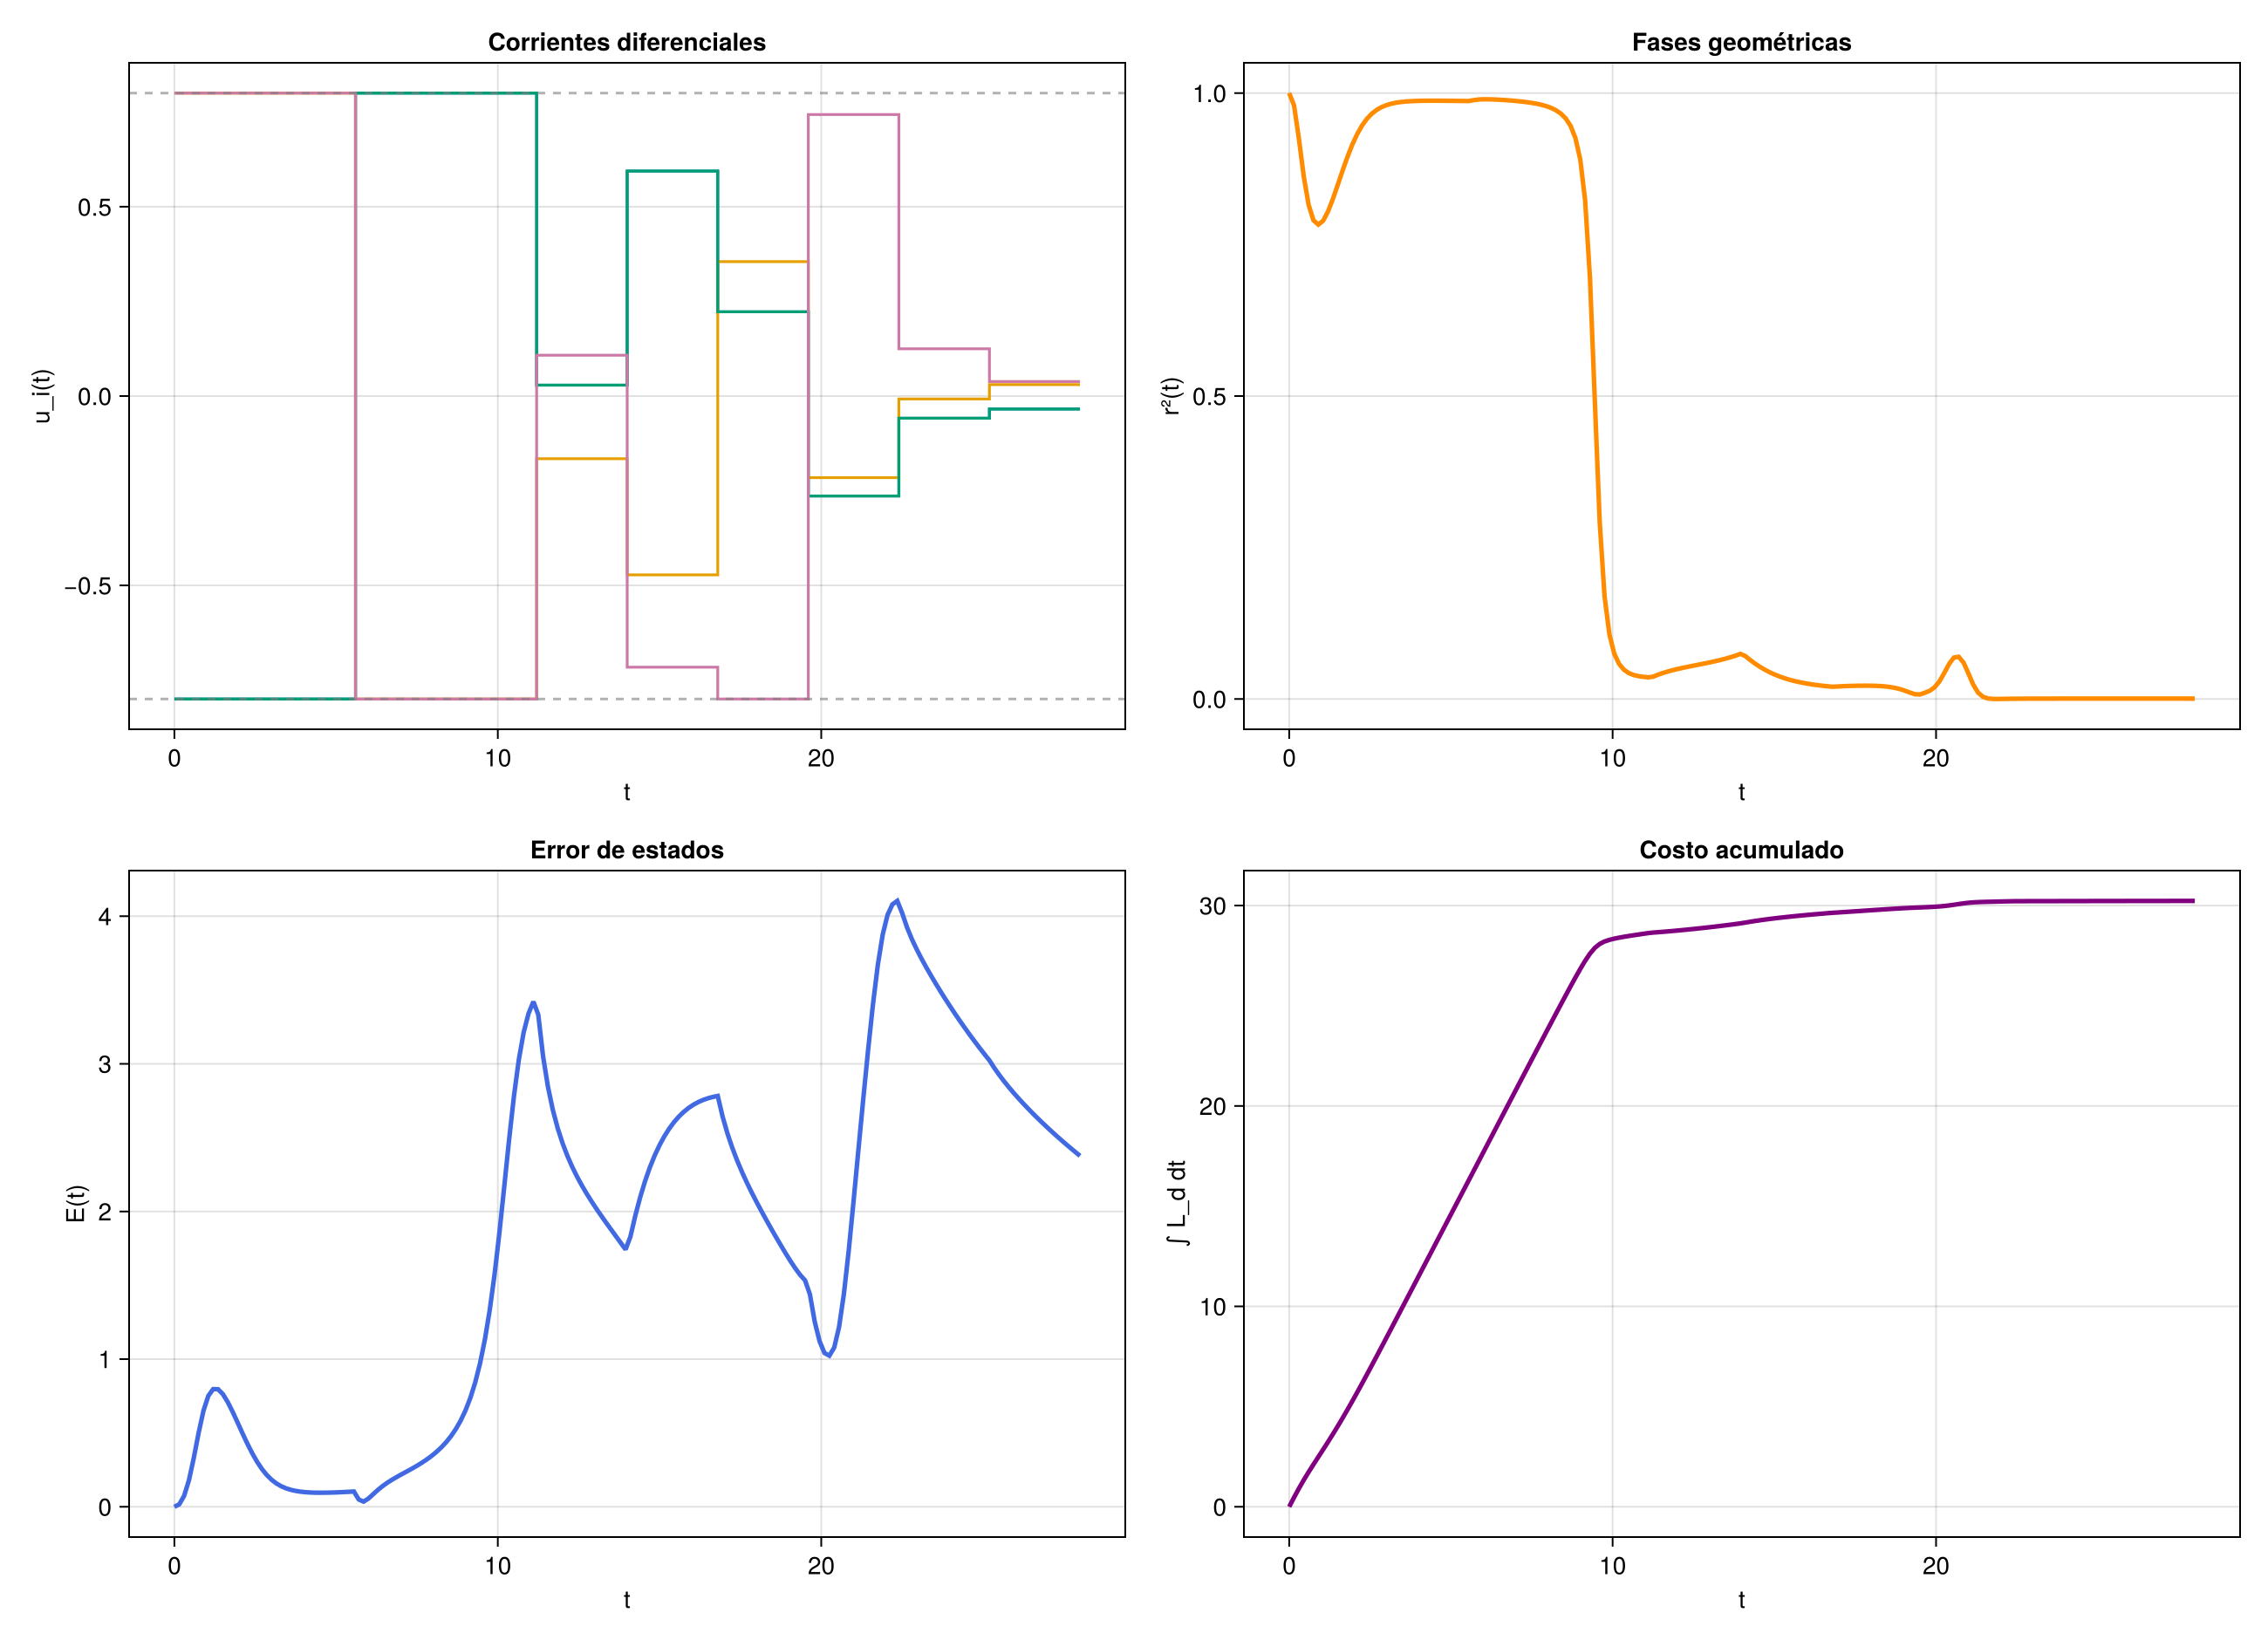 Corrientes diferenciales
u_i(t)
0.5
0.0
−0.5
0 10 20
t
Fases geométricas
r²(t)
1.0
0.5
0.0
0 10 20
t
Error de estados
E(t)
4
3
2
1
0
0 10 20
t
Costo acumulado
∫ L_d dt
30
20
10
0
0 10 20
t